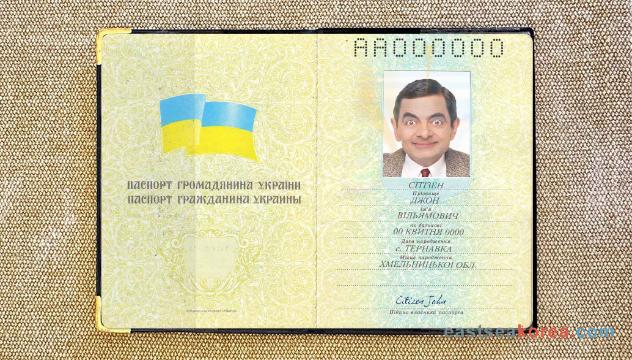 АА000000
ПАСПОРТ ГРОМАДЯНИНА УКРАЇНИ
ПАСПОРТ ГРАЖДАНИНА УКРАИНЫ
СІТІЗЕН
Прізвище
ДЖОН
Ім'я
ВІЛЬЯМОВИЧ
по батькові
00 КВІТНЯ 0000
Дата народження
с. ТЕРНАВКА
Місце народження
ХМЕЛЬНИЦЬКОЇ ОБЛ.
Citizen John
Підпис власника паспорта
eastseakorea.com